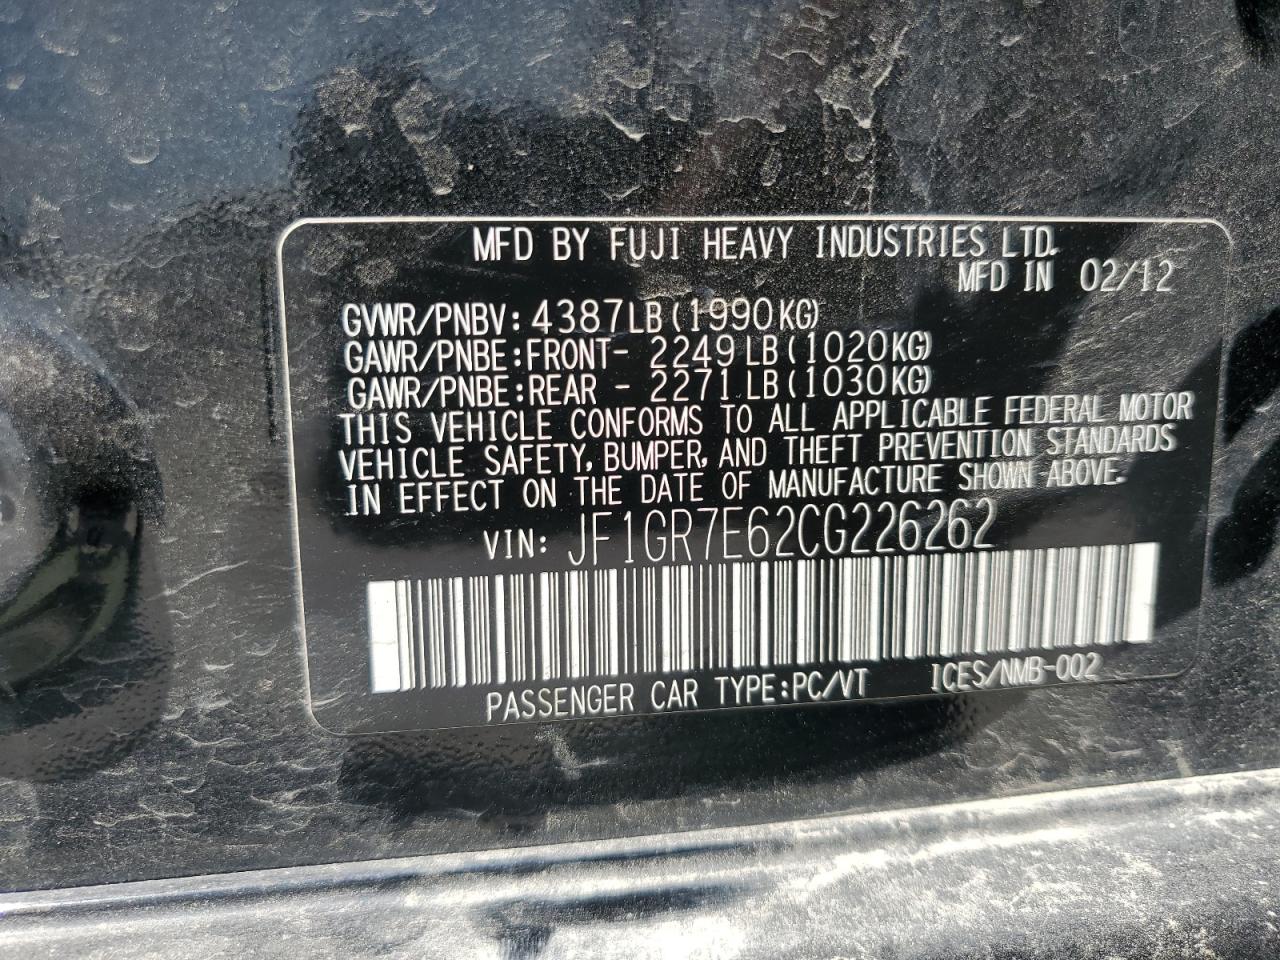 MFD BY FUJI HEAVY INDUSTRIES LTD.
MFD IN 02/12
GVWR/PNBV: 4387LB(1990KG)
GAWR/PNBE:FRONT- 2249LB(1020KG)
GAWR/PNBE:REAR - 2271LB(1030KG)
THIS VEHICLE CONFORMS TO ALL APPLICABLE FEDERAL MOTOR
VEHICLE SAFETY, BUMPER, AND THEFT PREVENTION STANDARDS
IN EFFECT ON THE DATE OF MANUFACTURE SHOWN ABOVE.
VIN: JF1GR7E62CG226262
PASSENGER CAR TYPE:PC/VT ICES/NMB-002